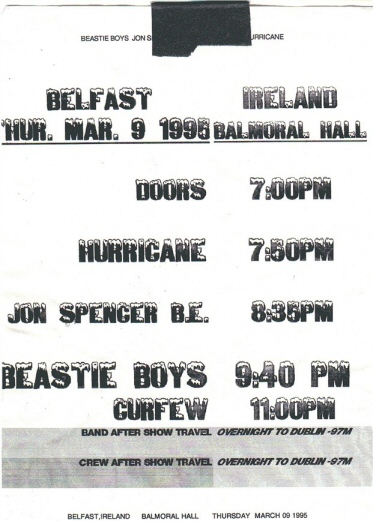 BEASTIE BOYS JON S URRICANE
BELFAST IRELAND
THUR. MAR. 9 1995 BALMORAL HALL
DOORS 7:00PM
HURRICANE 7:50PM
JON SPENCER B.E. 8:35PM
BEASTIE BOYS 9:40 PM
CURFEW 11:00PM
BAND AFTER SHOW TRAVEL OVERNIGHT TO DUBLIN -97M
CREW AFTER SHOW TRAVEL OVERNIGHT TO DUBLIN -97M
BELFAST,IRELAND BALMORAL HALL THURSDAY MARCH 09 1995